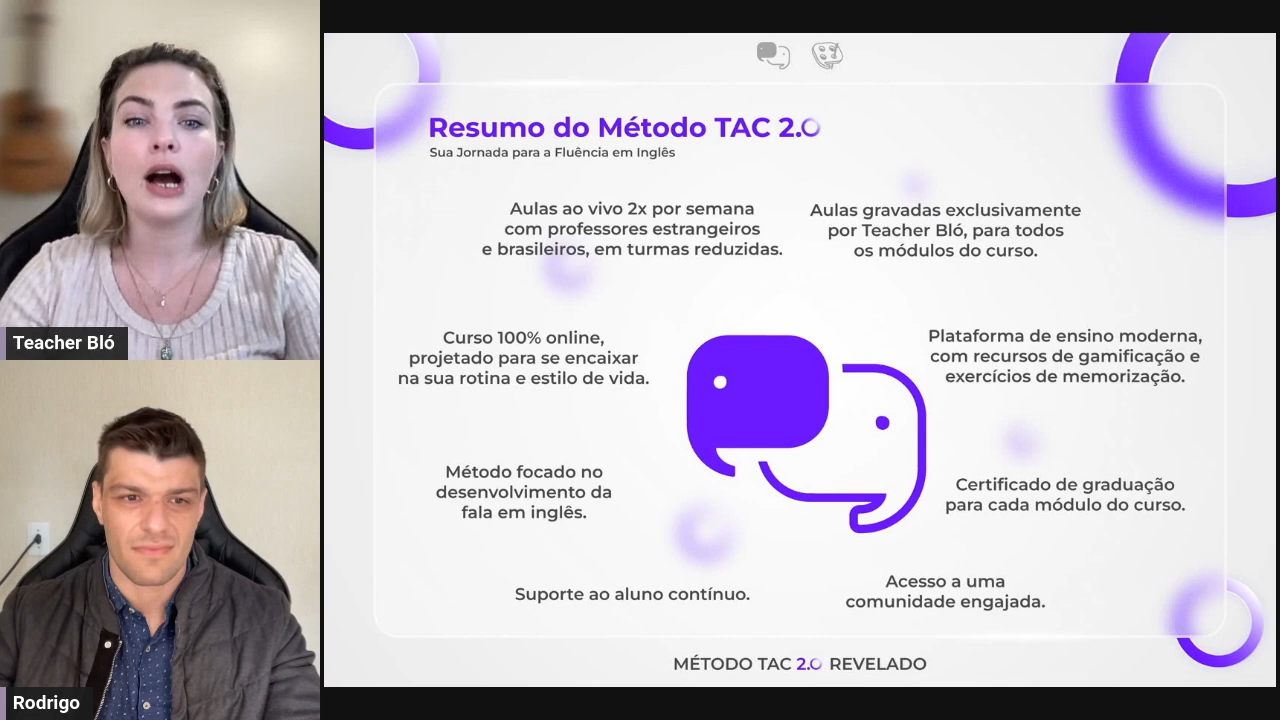 Teacher Bló
Rodrigo
Resumo do Método TAC 2.0
Sua Jornada para a Fluência em Inglês
Aulas ao vivo 2x por semana
com professores estrangeiros
e brasileiros, em turmas reduzidas.
Aulas gravadas exclusivamente
por Teacher Bló, para todos
os módulos do curso.
Curso 100% online,
projetado para se encaixar
na sua rotina e estilo de vida.
Plataforma de ensino moderna,
com recursos de gamificação e
exercícios de memorização.
Método focado no
desenvolvimento da
fala em inglês.
Certificado de graduação
para cada módulo do curso.
Suporte ao aluno contínuo.
Acesso a uma
comunidade engajada.
MÉTODO TAC 2.0 REVELADO